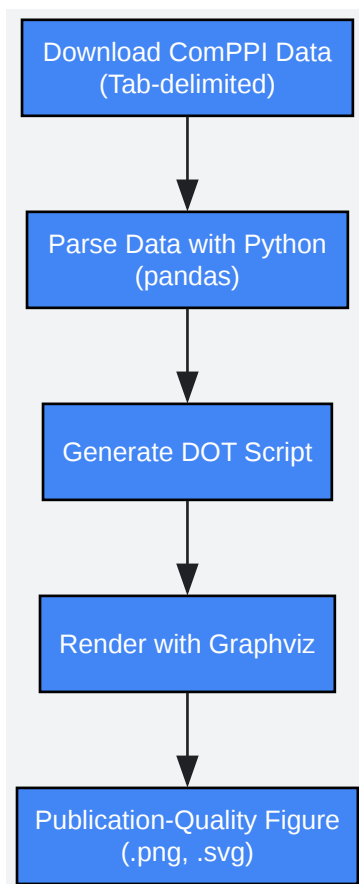 Download ComPPI Data
(Tab-delimited)
Parse Data with Python
(pandas)
Generate DOT Script
Render with Graphviz
Publication-Quality Figure
(.png, .svg)